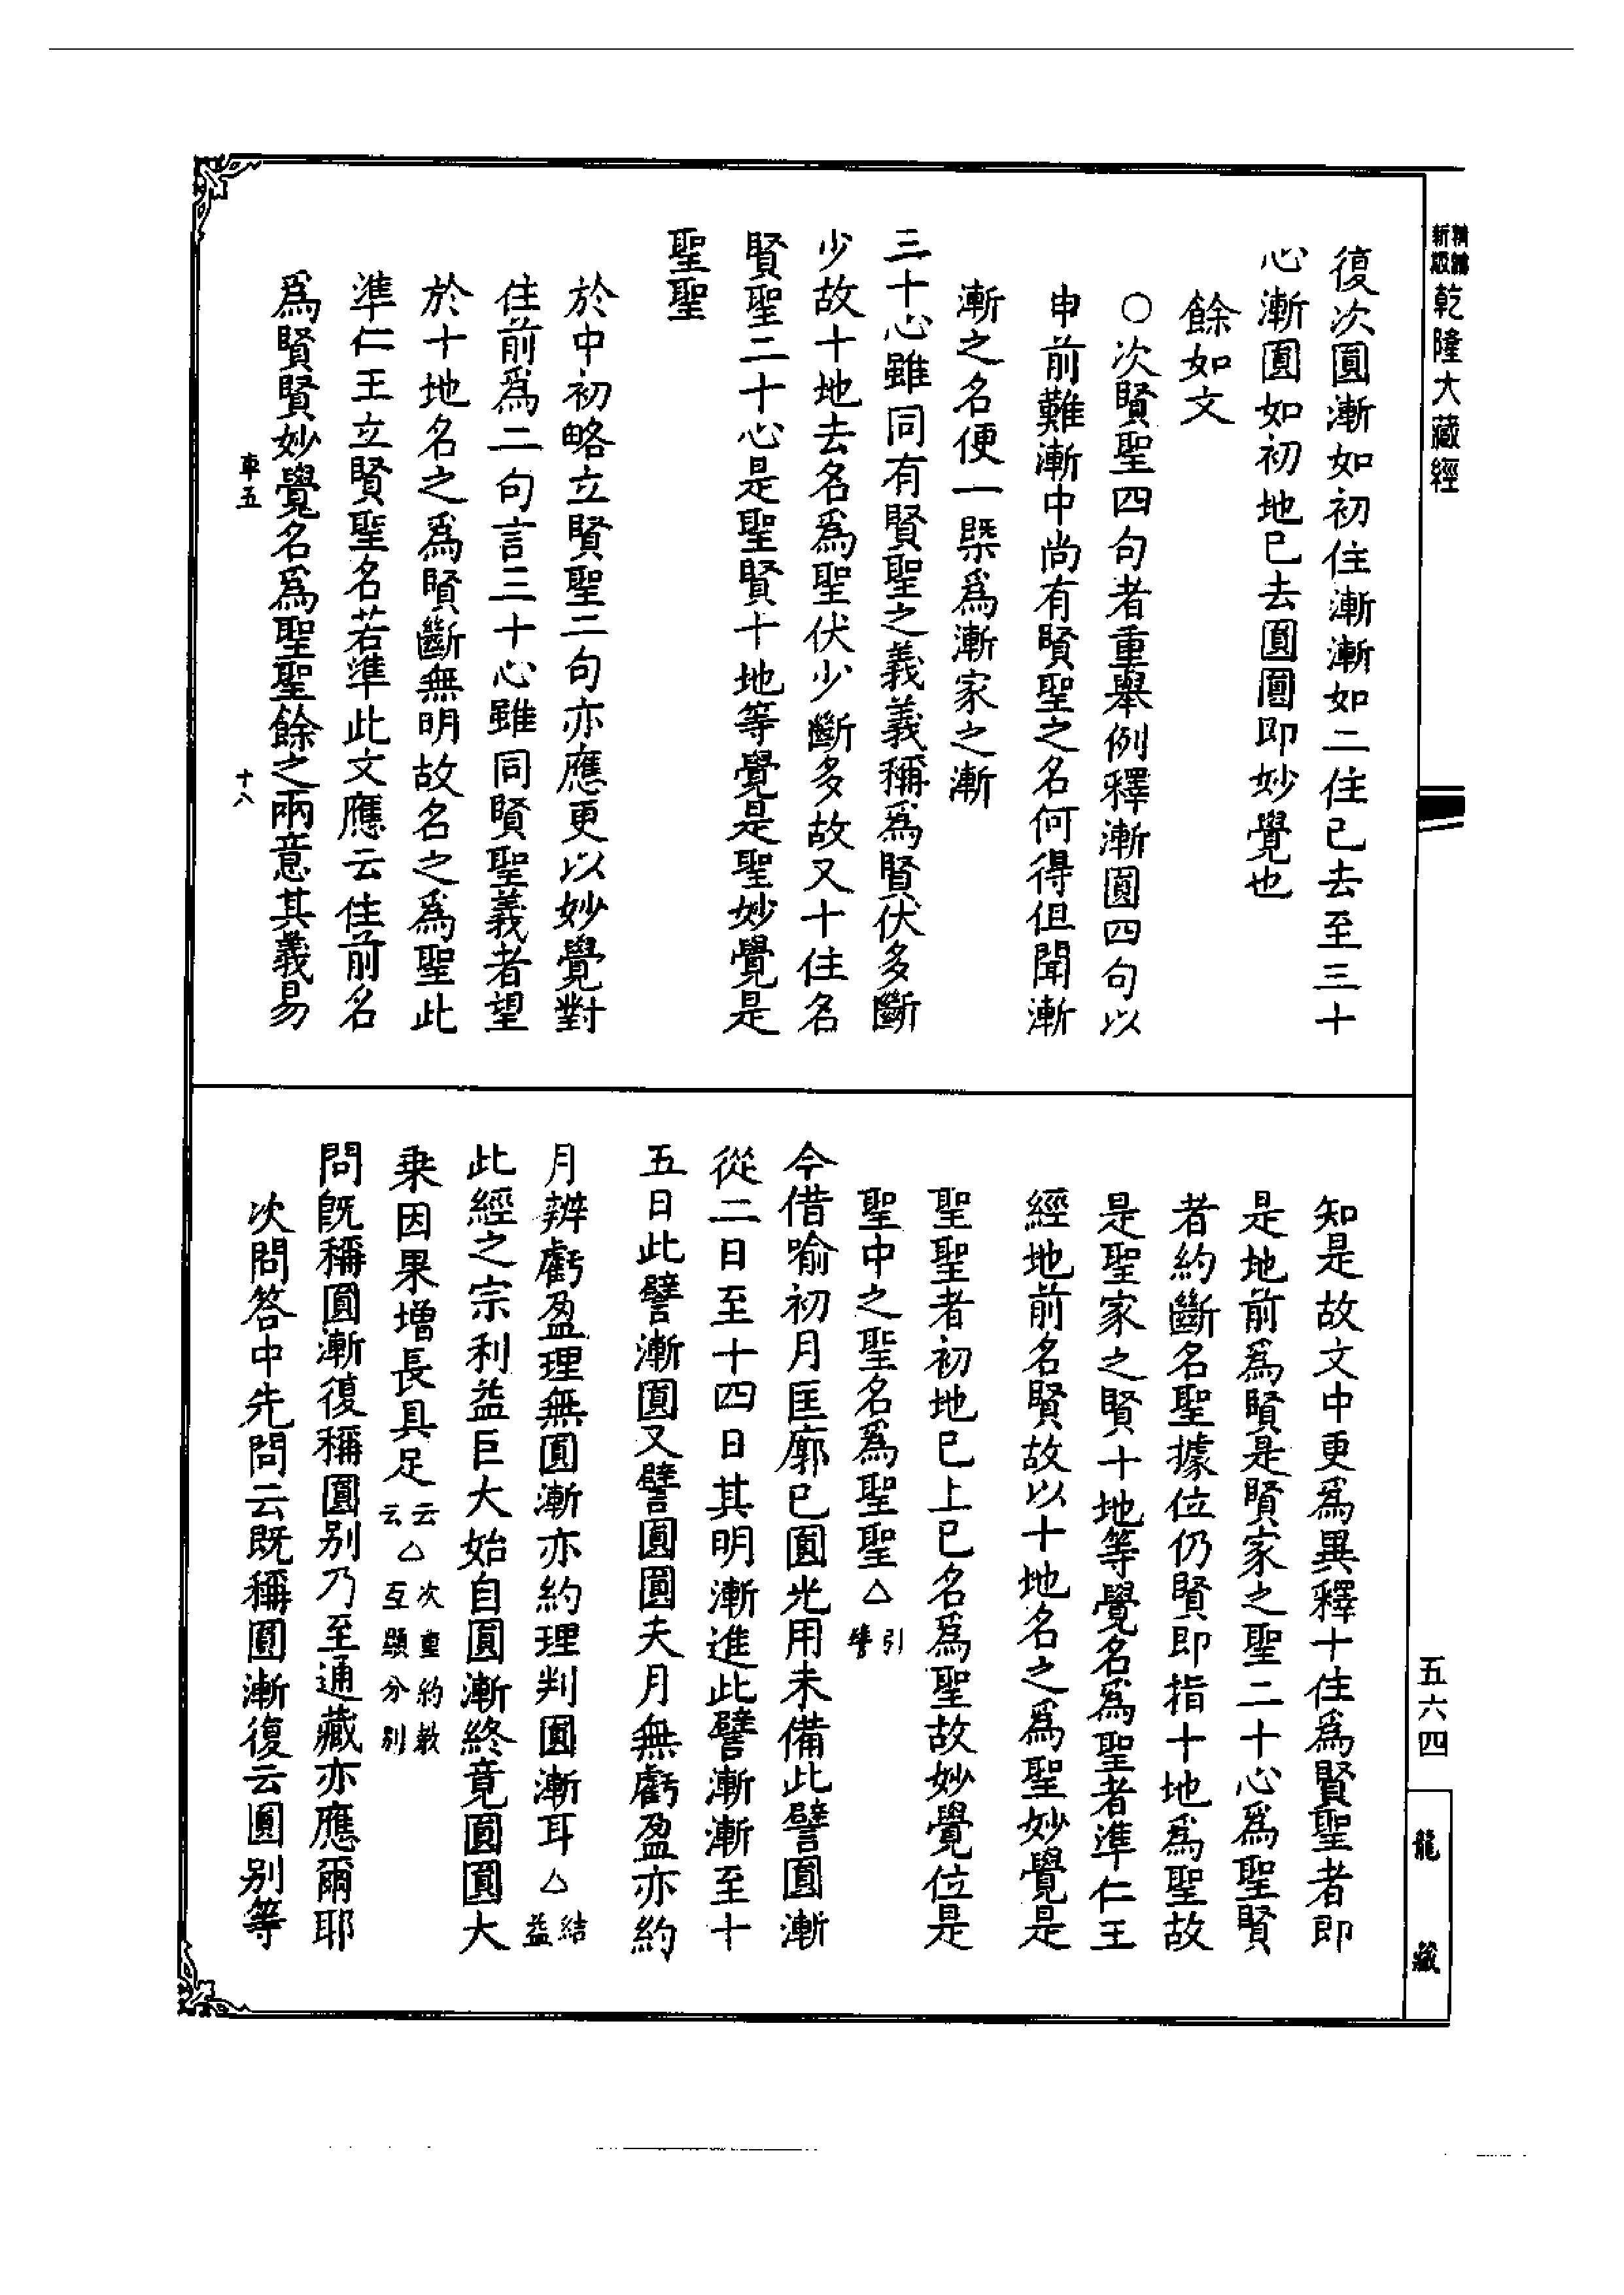 新版乾隆大藏經
復次圓漸如初住漸漸如二住已去至三十
心漸圓如初地已去圓圓即妙覺也
餘如文
○次賢聖四句者重舉例釋漸圓四句以
申前難漸中尚有賢聖之名何得但聞漸
漸之名便一槩爲漸家之漸
三十心雖同有賢聖之義義稱爲賢伏多斷
少故十地去名爲聖伏少斷多故又十住名
賢聖二十心是聖賢十地等覺是聖妙覺是
聖聖
於中初略立賢聖二句亦應更以妙覺對
住前爲二句言三十心雖同賢聖義者望
於十地名之爲賢斷無明故名之爲聖此
準仁王立賢聖名若準此文應云住前名
爲賢賢妙覺名爲聖聖餘之兩意其義易
車五
十八
知是故文中更爲異釋十住爲賢聖者即
是地前爲賢是賢家之聖二十心爲聖賢
者約斷名聖據位仍賢即指十地爲聖故
是聖家之賢十地等覺名爲聖者準仁王
經地前名賢故以十地名之爲聖妙覺是
聖聖者初地已上已名爲聖故妙覺位是
聖中之聖名爲聖聖△引譬
今借喻初月匡廓已圓光用未備此譬圓漸
從二日至十四日其明漸進此譬漸漸至十
五日此譬漸圓又譬圓圓夫月無虧盈亦約
月辨虧盈理無圓漸亦約理判圓漸耳△結益
此經之宗利益巨大始自圓漸終竟圓圓大
乘因果增長具足云云△次重約教互顯分別
問旣稱圓漸復稱圓別乃至通藏亦應爾耶
次問答中先問云既稱圓漸復云圓別等
五六四
龍藏